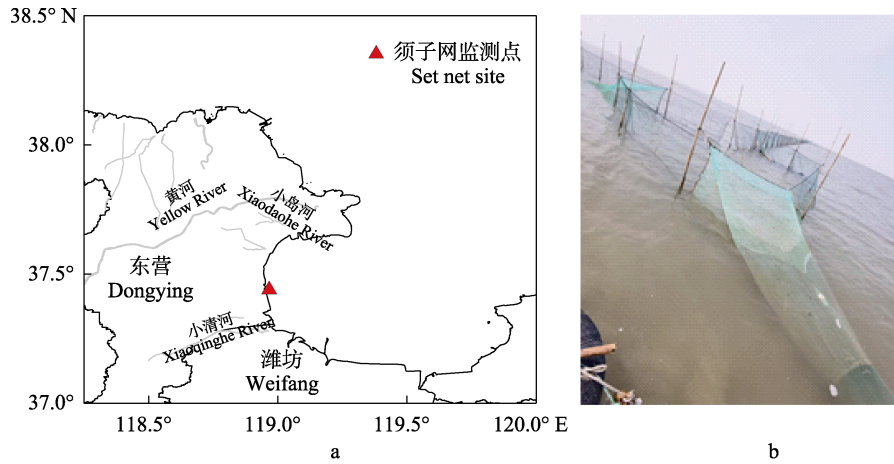 38.5° N
须子网监测点
Set net site
38.0°
黄河
Yellow River
小岛河
Xiaodaohe River
37.5°
东营
Dongying
小清河
Xiaoqinghe River
潍坊
Weifang
37.0°
118.5°
119.0°
119.5°
120.0° E
a
b